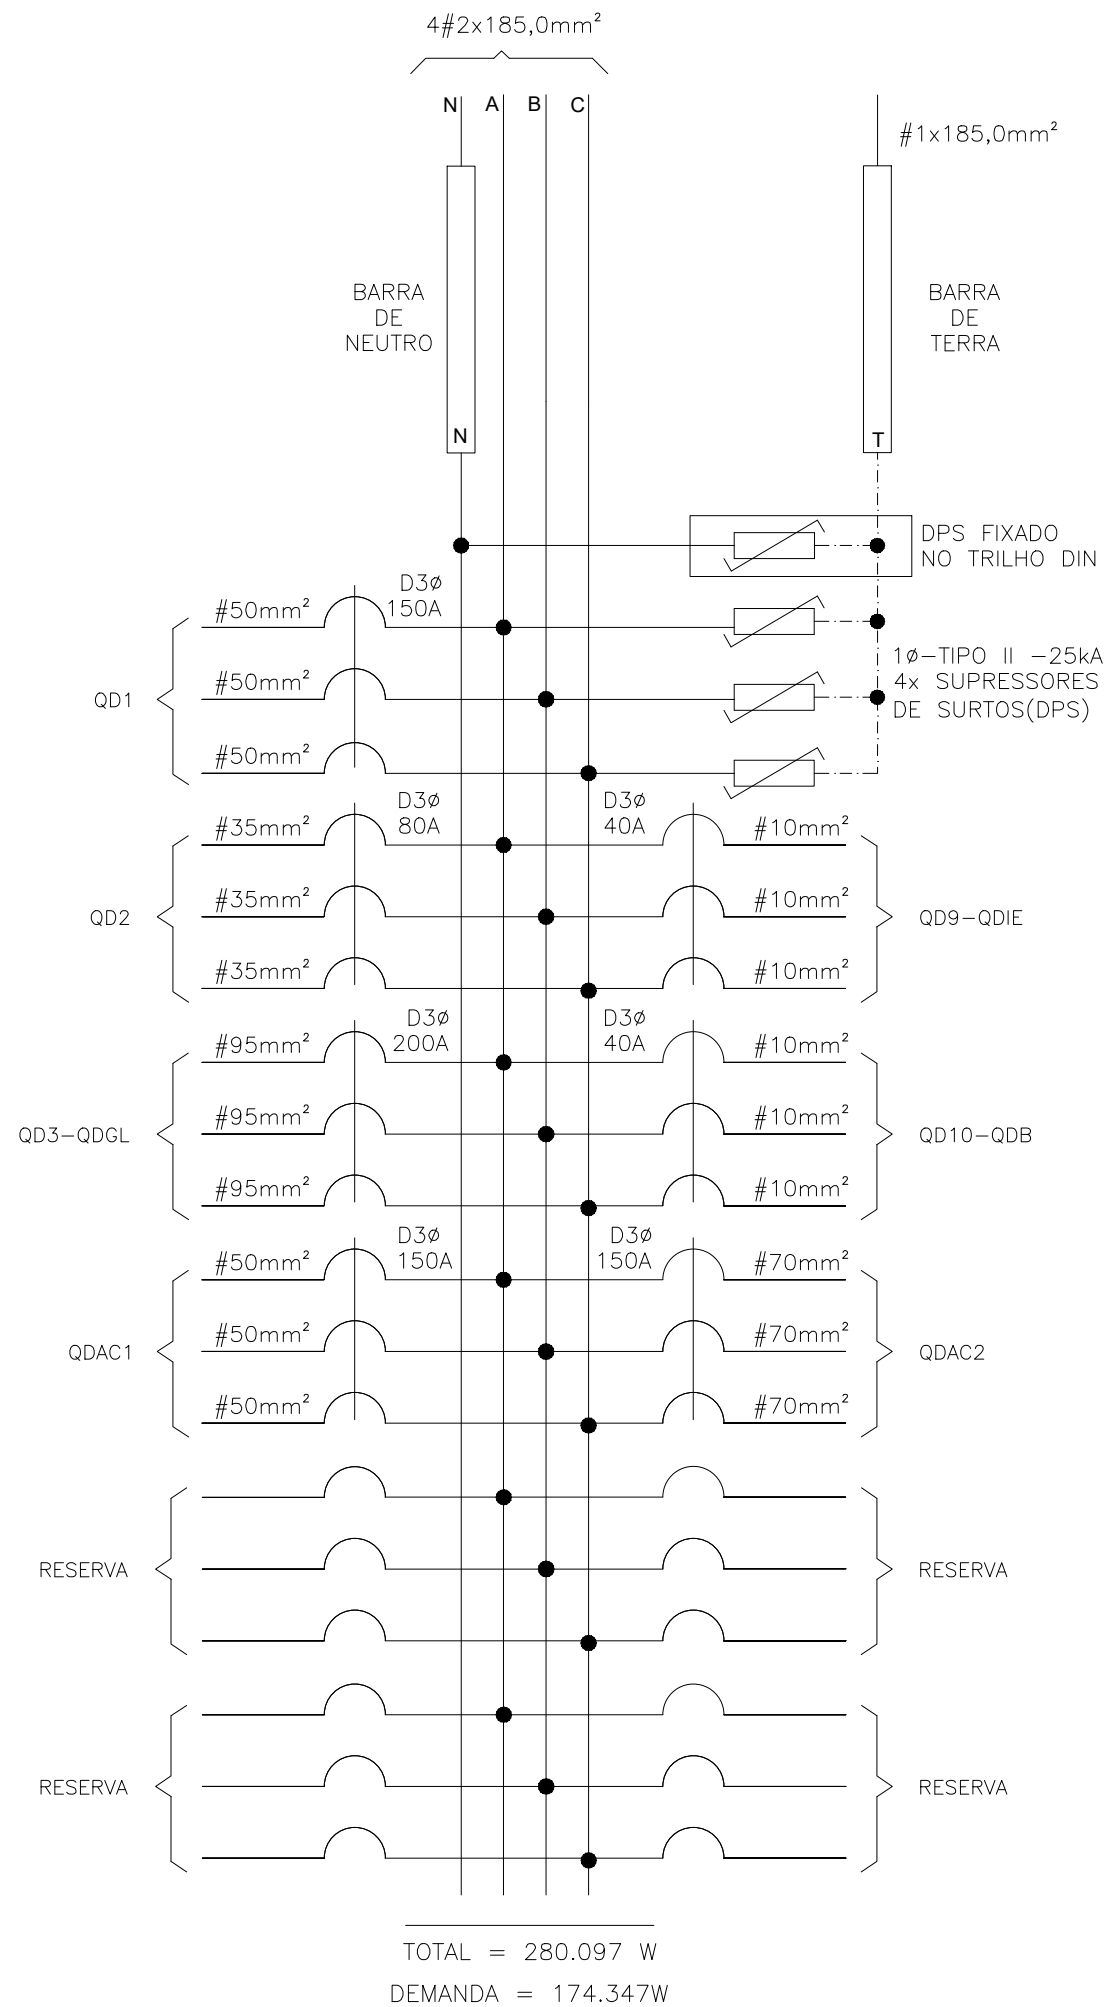 4#2x185,0mm²
N A B C
#1x185,0mm²
BARRA
DE
NEUTRO
BARRA
DE
TERRA
N
T
DPS FIXADO
NO TRILHO DIN
D3ø
150A
#50mm²
#50mm²
#50mm²
QD1
1ø-TIPO II -25kA
4x SUPRESSORES
DE SURTOS(DPS)
D3ø
80A
#35mm²
#35mm²
#35mm²
QD2
D3ø
40A
#10mm²
#10mm²
#10mm²
QD9-QDIE
D3ø
200A
#95mm²
#95mm²
#95mm²
QD3-QDGL
D3ø
40A
#10mm²
#10mm²
#10mm²
QD10-QDB
D3ø
150A
#50mm²
#50mm²
#50mm²
QDAC1
D3ø
150A
#70mm²
#70mm²
#70mm²
QDAC2
RESERVA
RESERVA
RESERVA
RESERVA
TOTAL = 280.097 W
DEMANDA = 174.347W